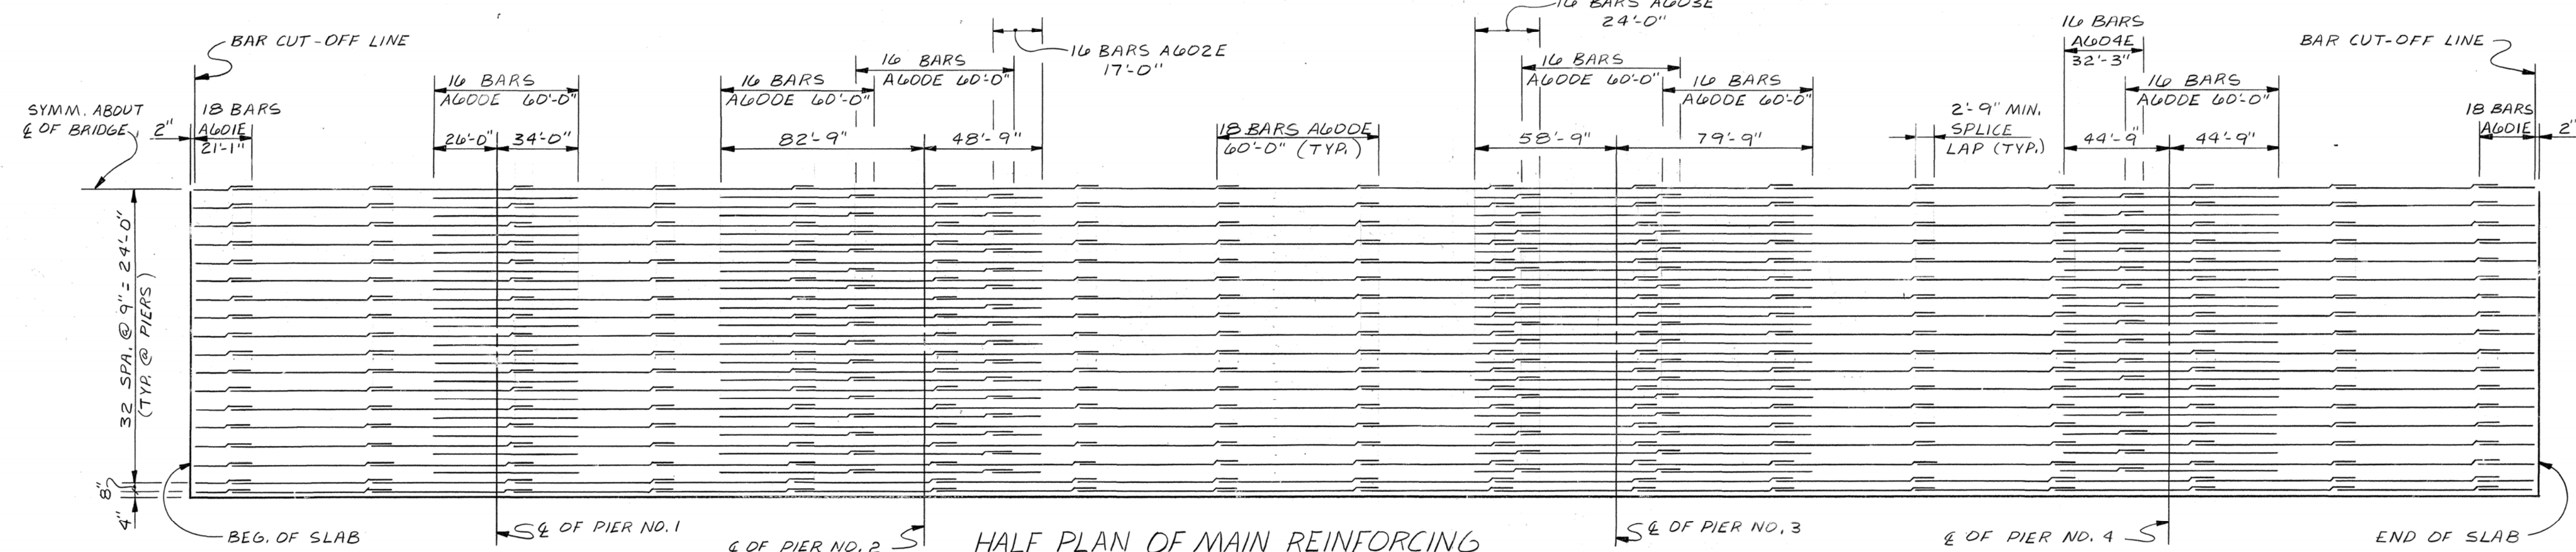 BAR CUT-OFF LINE
16 BARS A602E
17'-0"
16 BARS A603E
24'-0"
16 BARS
A604E
32'-3"
BAR CUT-OFF LINE
SYMM. ABOUT
℄ OF BRIDGE
2"
18 BARS
A601E
21'-1"
16 BARS
A600E 60'-0"
26'-0"
34'-0"
16 BARS
A600E 60'-0"
16 BARS
A600E 60'-0"
82'-9"
48'-9"
18 BARS A600E
60'-0" (TYP.)
16 BARS
A600E 60'-0"
16 BARS
A600E 60'-0"
58'-9"
79'-9"
2'-9" MIN.
SPLICE
LAP (TYP.)
16 BARS
A600E 60'-0"
44'-9"
44'-9"
18 BARS
A601E
2"
32 SPA. @ 9" = 24'-0"
(TYP. @ PIERS)
8"
4"
BEG. OF SLAB
℄ OF PIER NO. 1
℄ OF PIER NO. 2
HALF PLAN OF MAIN REINFORCING
℄ OF PIER NO. 3
℄ OF PIER NO. 4
END OF SLAB